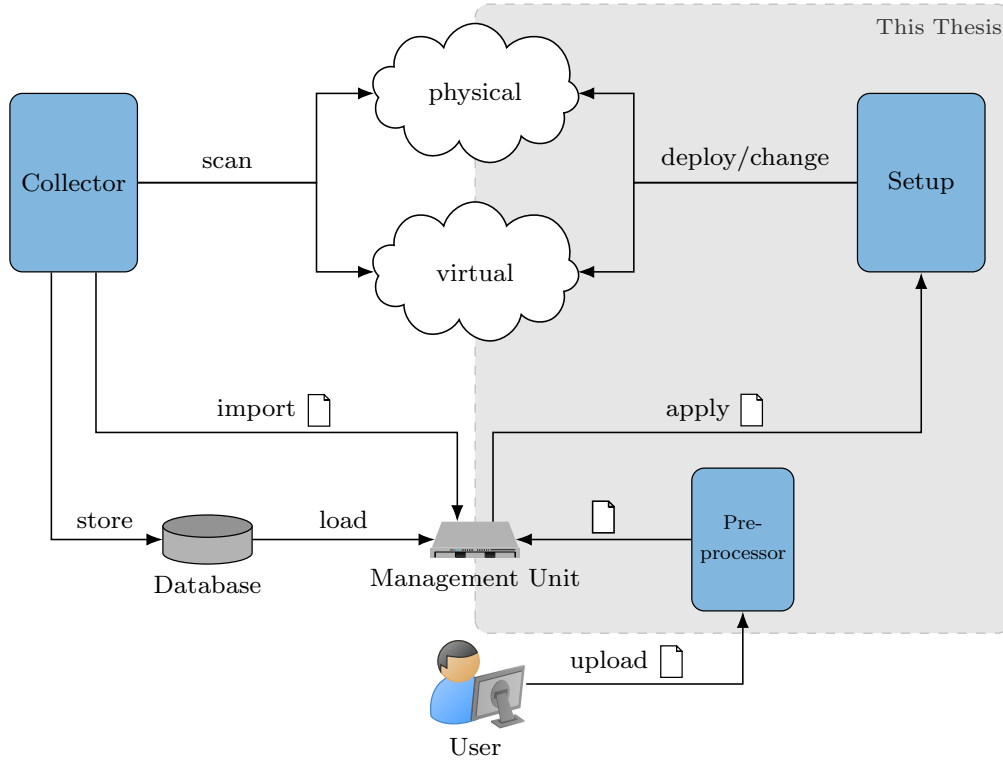 This Thesis
physical
scan
deploy/change
Collector
Setup
virtual
import
apply
store
load
Pre-
processor
Database
Management Unit
upload
User